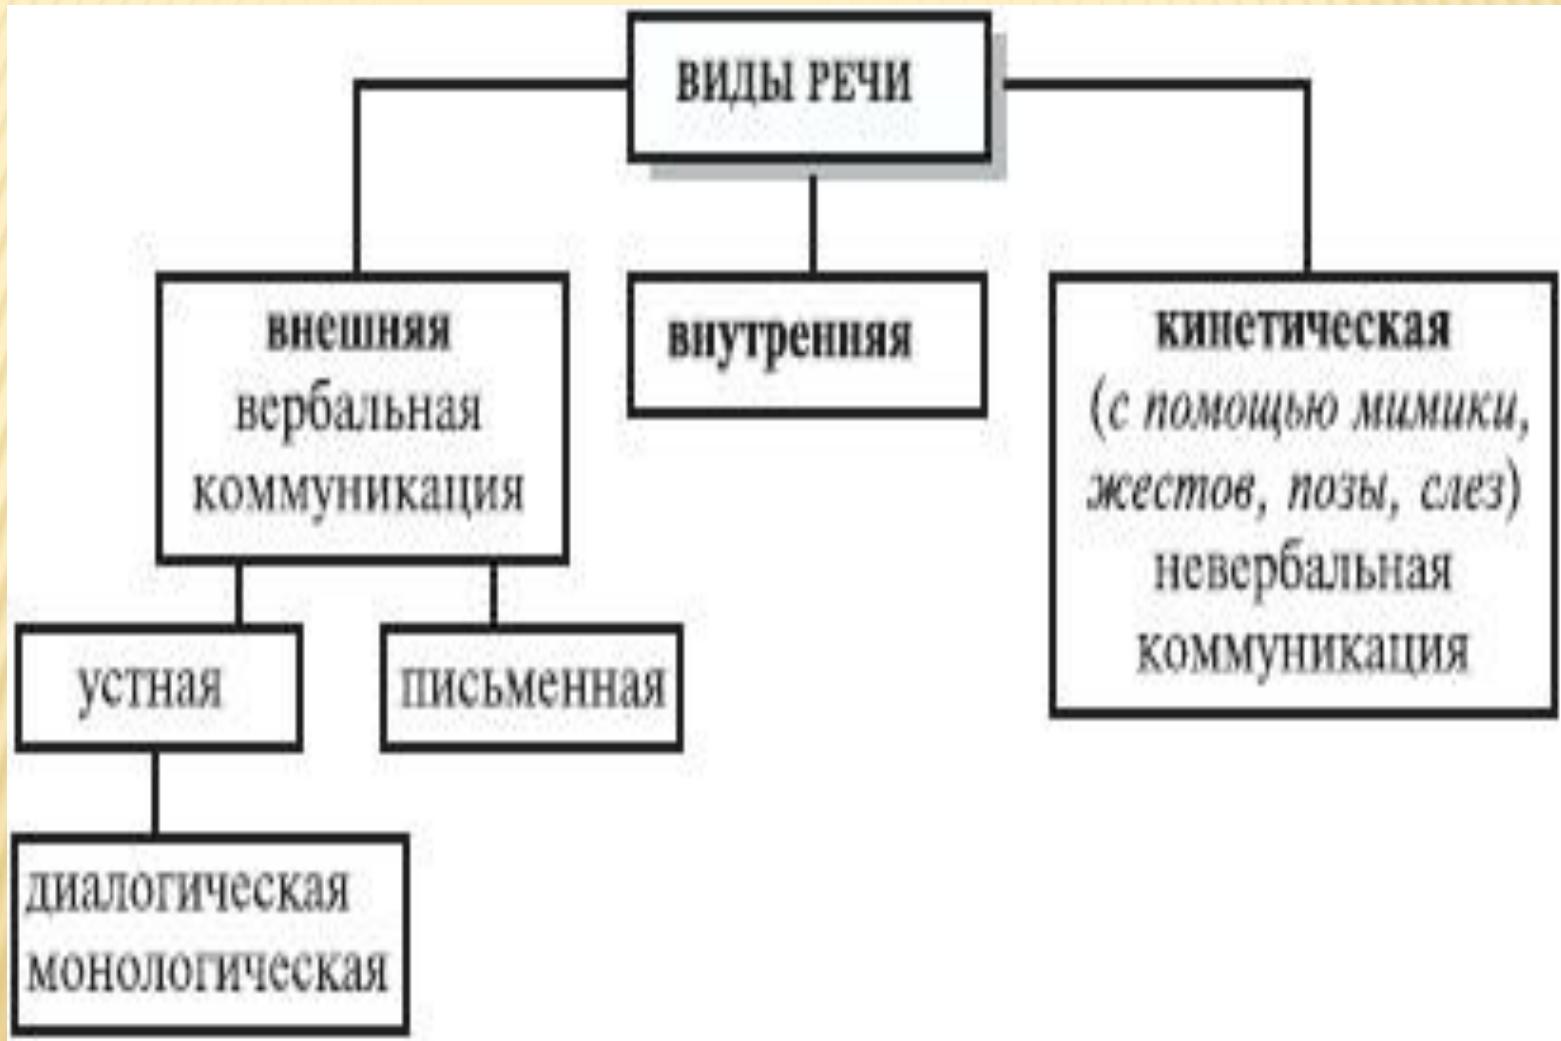 ВИДЫ РЕЧИ
внешняя
вербальная
коммуникация
внутренняя
кинетическая
(с помощью мимики,
жестов, позы, слез)
невербальная
коммуникация
устная
письменная
диалогическая
монологическая